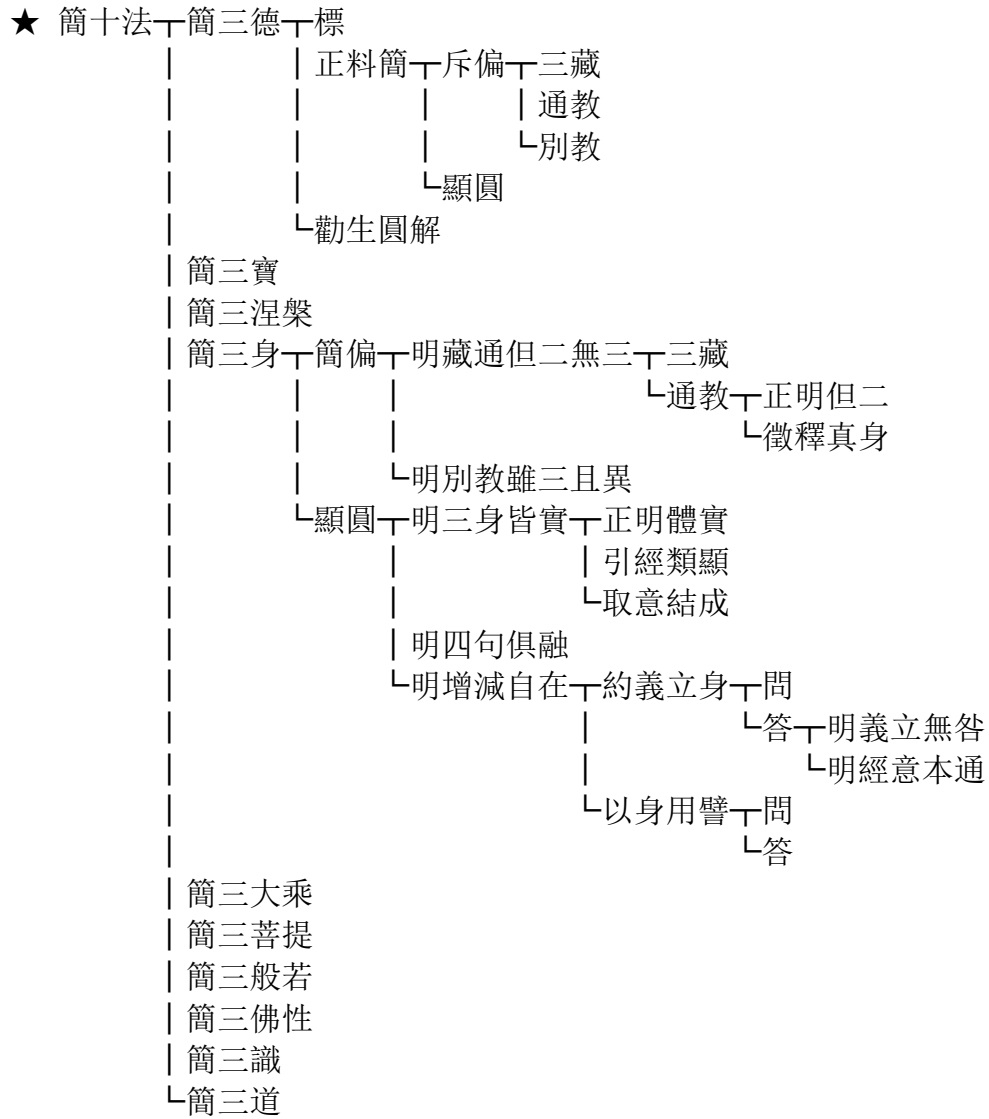 ★ 簡十法┬簡三德┬標
│正料簡┬斥偏┬三藏
│通教
└別教
└顯圓
└勸生圓解
│簡三寶
│簡三涅槃
│簡三身┬簡偏┬明藏通但二無三┬三藏
└通教┬正明但二
└徵釋真身
└明別教雖三且異
└顯圓┬明三身皆實┬正明體實
│引經類顯
└取意結成
│明四句俱融
└明增減自在┬約義立身┬問
└答┬明義立無咎
└明經意本通
└以身用譬┬問
└答
│簡三大乘
│簡三菩提
│簡三般若
│簡三佛性
│簡三識
└簡三道